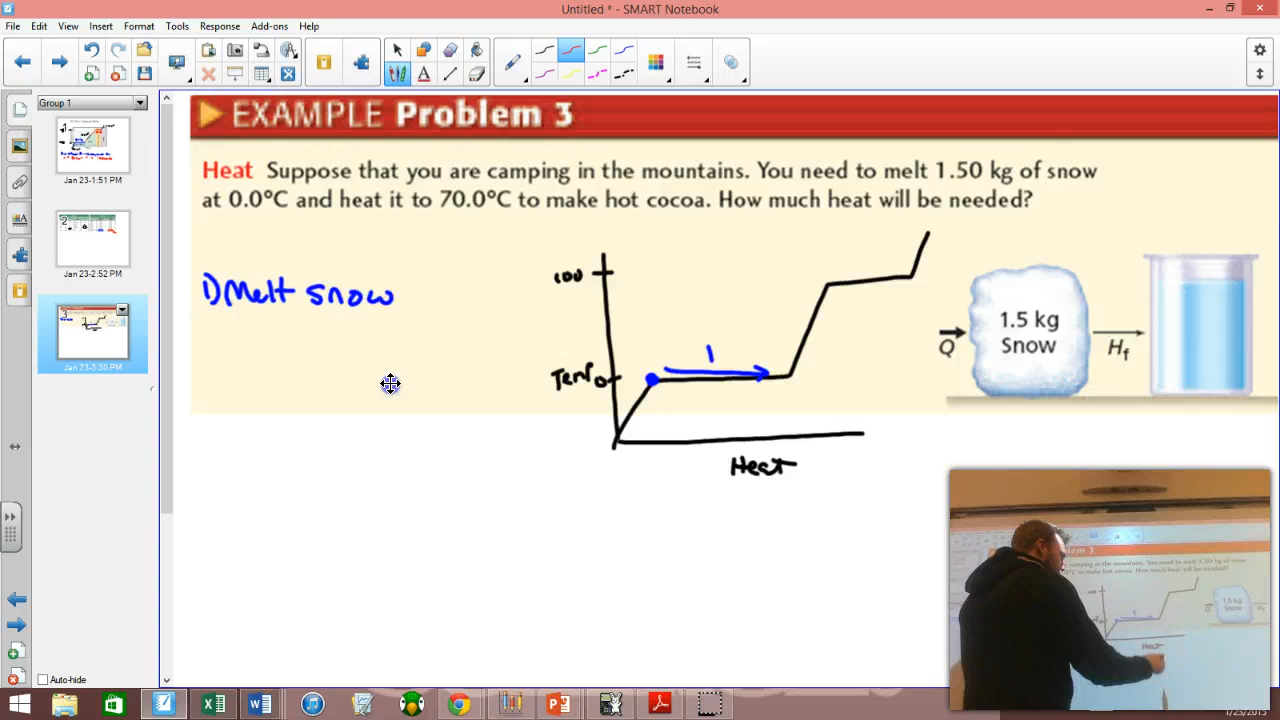 Untitled * - SMART Notebook
File Edit View Insert Format Tools Response Add-ons Help
Group 1
Jan 23-1:51 PM
Jan 23-2:52 PM
Jan 23-3:30 PM
EXAMPLE Problem 3
Heat Suppose that you are camping in the mountains. You need to melt 1.50 kg of snow
at 0.0°C and heat it to 70.0°C to make hot cocoa. How much heat will be needed?
1) Melt snow
100
1
Temp
0
Heat
Q
1.5 kg
Snow
Hf
Auto-hide
1/23/2015